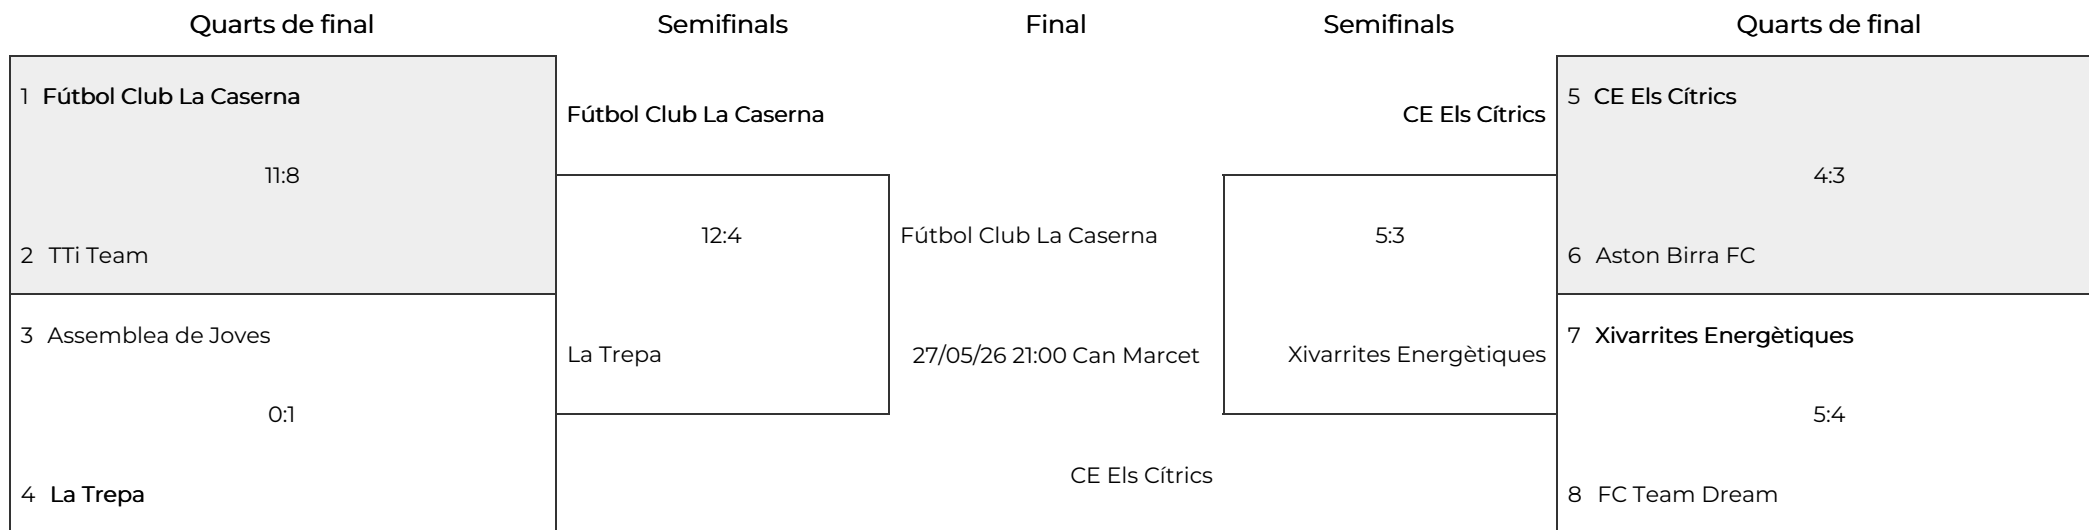 Quarts de final
Semifinals
Final
Semifinals
Quarts de final
1 Fútbol Club La Caserna
11:8
2 TTi Team
3 Assemblea de Joves
0:1
4 La Trepa
Fútbol Club La Caserna
12:4
La Trepa
Fútbol Club La Caserna
27/05/26 21:00 Can Marcet
CE Els Cítrics
CE Els Cítrics
5:3
Xivarrites Energètiques
5 CE Els Cítrics
4:3
6 Aston Birra FC
7 Xivarrites Energètiques
5:4
8 FC Team Dream